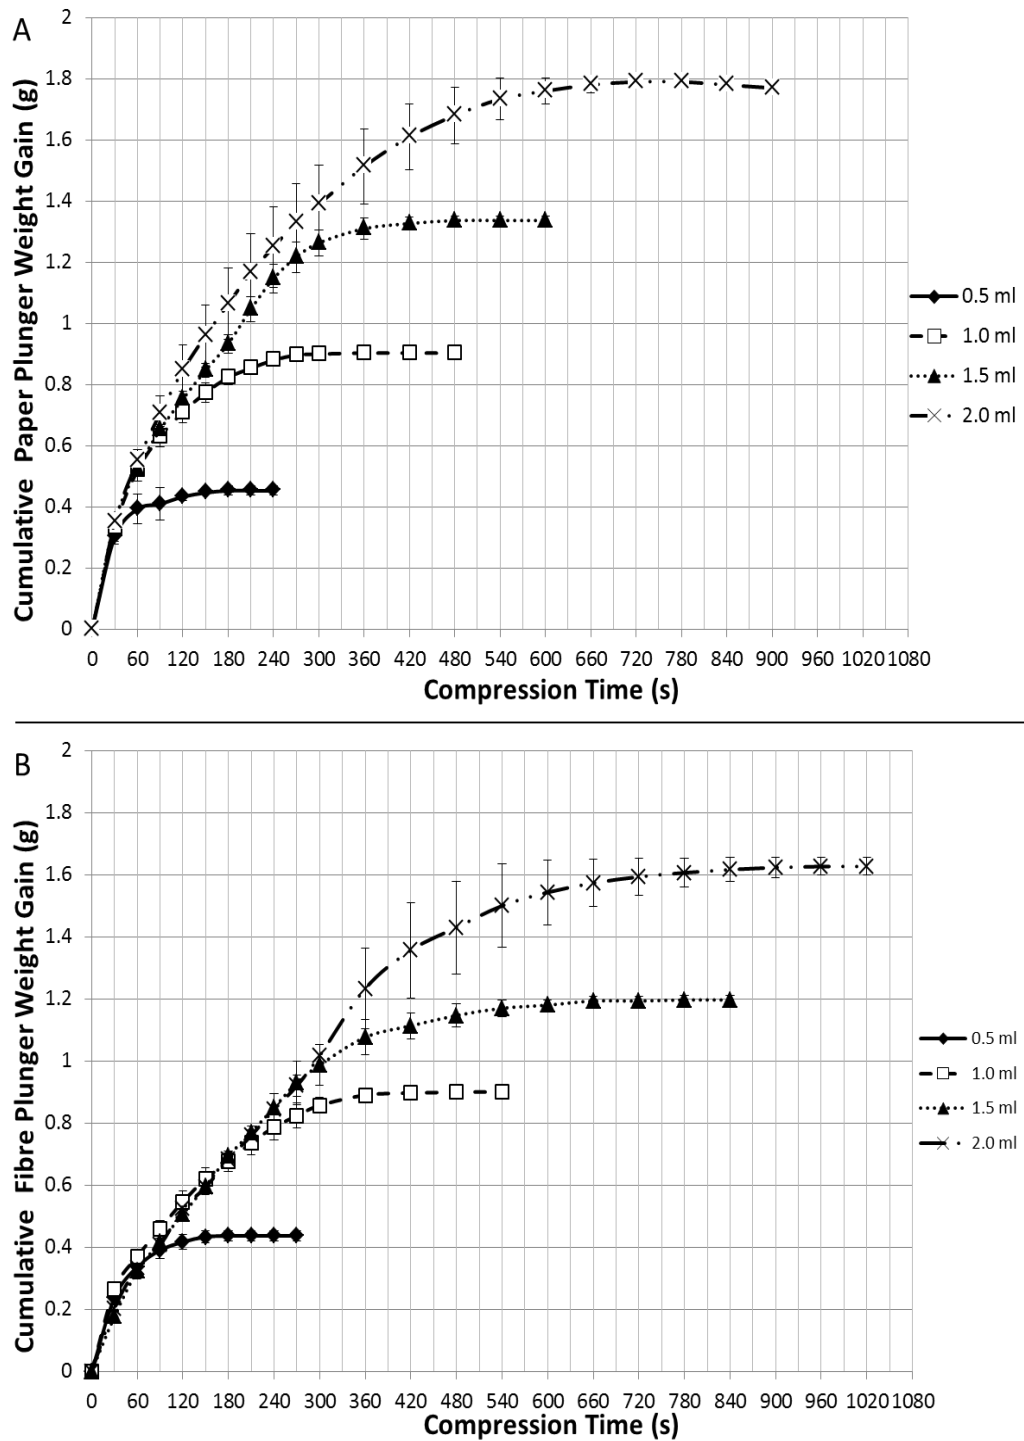 A
Cumulative Paper Plunger Weight Gain (g)
2
1.8
1.6
1.4
1.2
1
0.8
0.6
0.4
0.2
0
0 60 120 180 240 300 360 420 480 540 600 660 720 780 840 900 960 1020 1080
Compression Time (s)
0.5 ml
1.0 ml
1.5 ml
2.0 ml
B
Cumulative Fibre Plunger Weight Gain (g)
2
1.8
1.6
1.4
1.2
1
0.8
0.6
0.4
0.2
0
0 60 120 180 240 300 360 420 480 540 600 660 720 780 840 900 960 1020 1080
Compression Time (s)
0.5 ml
1.0 ml
1.5 ml
2.0 ml